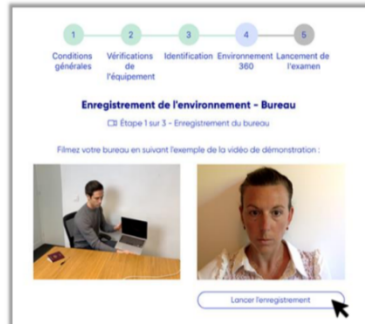 1 2 3 4 5
Conditions générales
Vérifications de l'équipement
Identification
Environnement 360
Lancement de l'examen
Enregistrement de l'environnement - Bureau
Étape 1 sur 3 - Enregistrement du bureau
Filmez votre bureau en suivant l'exemple de la vidéo de démonstration :
Lancer l'enregistrement